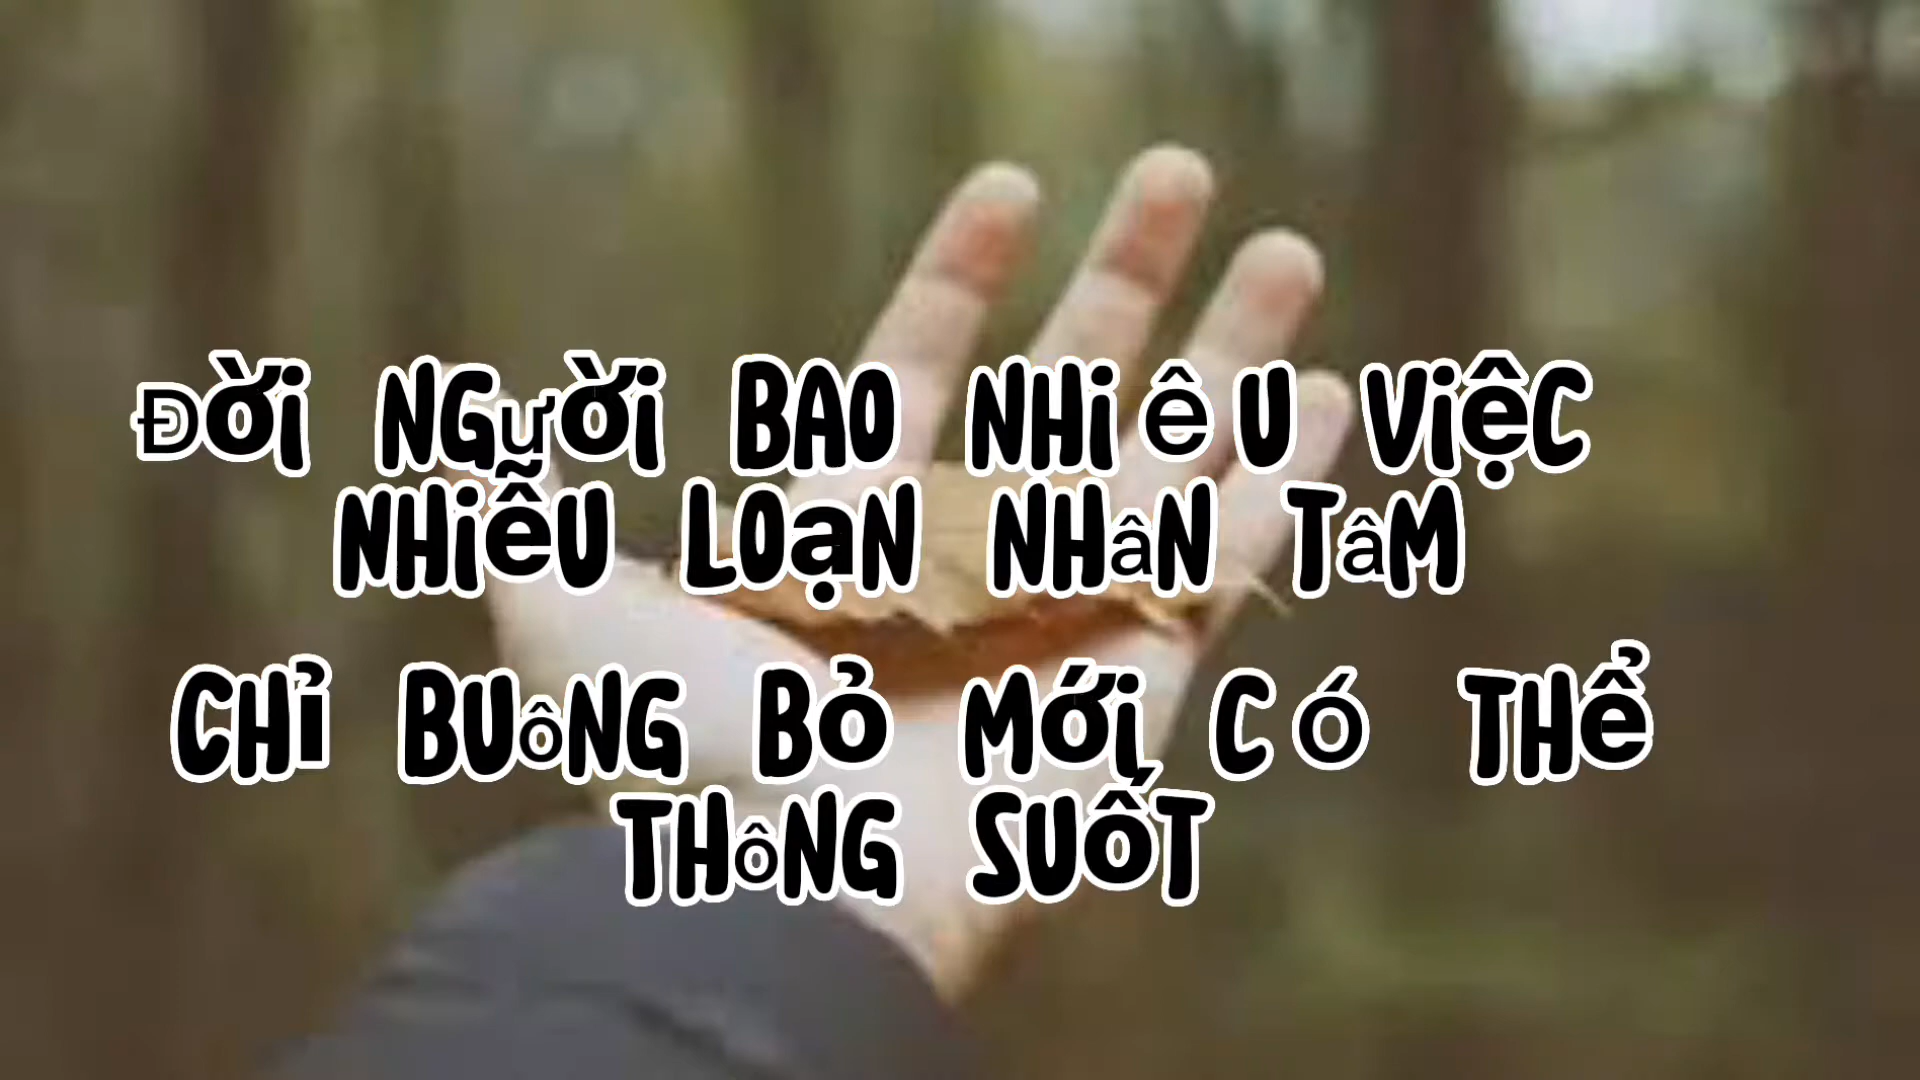 ĐỜI NGƯỜI BAO NHIÊU VIỆC
NHIỄU LOẠN NHÂN TÂM
CHỈ BUÔNG BỎ MỚI CÓ THỂ
THÔNG SUỐT